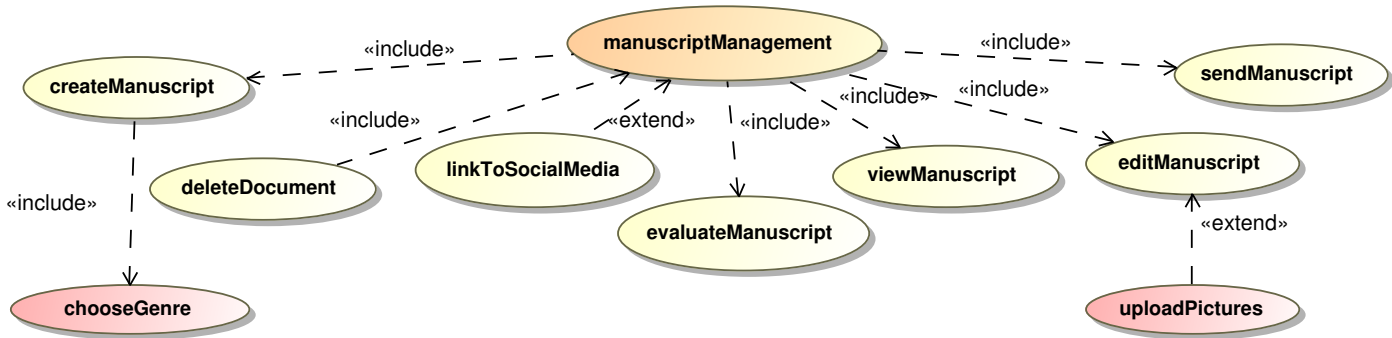 manuscriptManagement
«include»
«include»
createManuscript
sendManuscript
«include»
«include»
«include»
«extend»
«include»
deleteDocument
linkToSocialMedia
viewManuscript
editManuscript
«include»
evaluateManuscript
«extend»
chooseGenre
uploadPictures